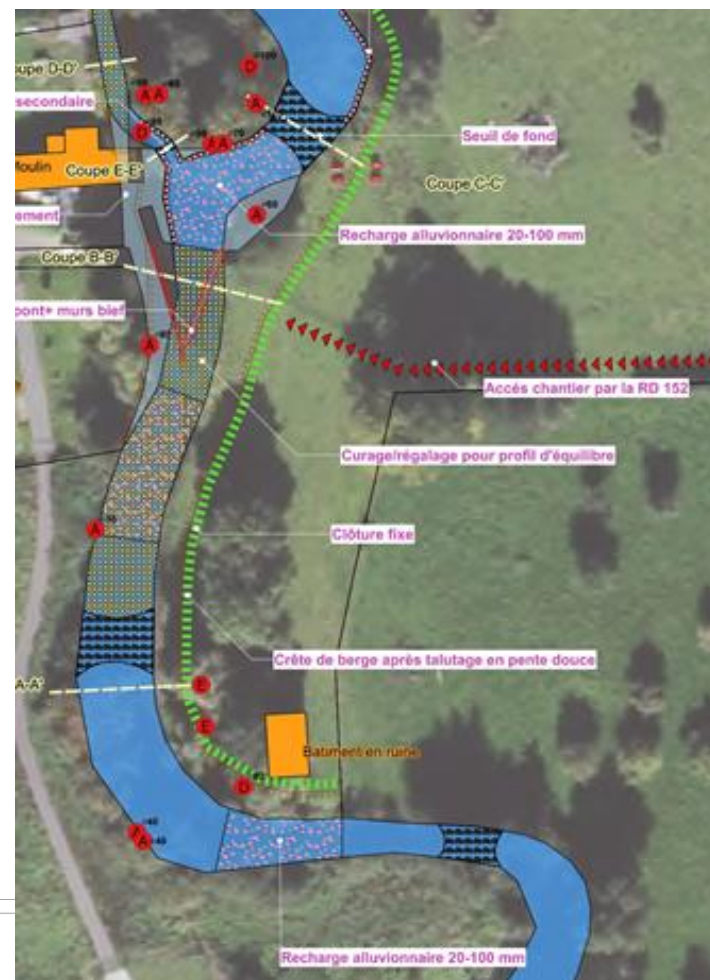 oupe D-D'
secondaire
Moulin
Coupe E-E'
ement
Coupe B-B'
pont+ murs bief
Seuil de fond
Coupe C-C'
Recharge alluvionnaire 20-100 mm
Accés chantier par la RD 152
Curage/régalage pour profil d'équilibre
Clôture fixe
Crête de berge après talutage en pente douce
A-A'
Batiment en ruine
Recharge alluvionnaire 20-100 mm
D
A
A
A
D
A
A
A
A
A
E
E
D
A